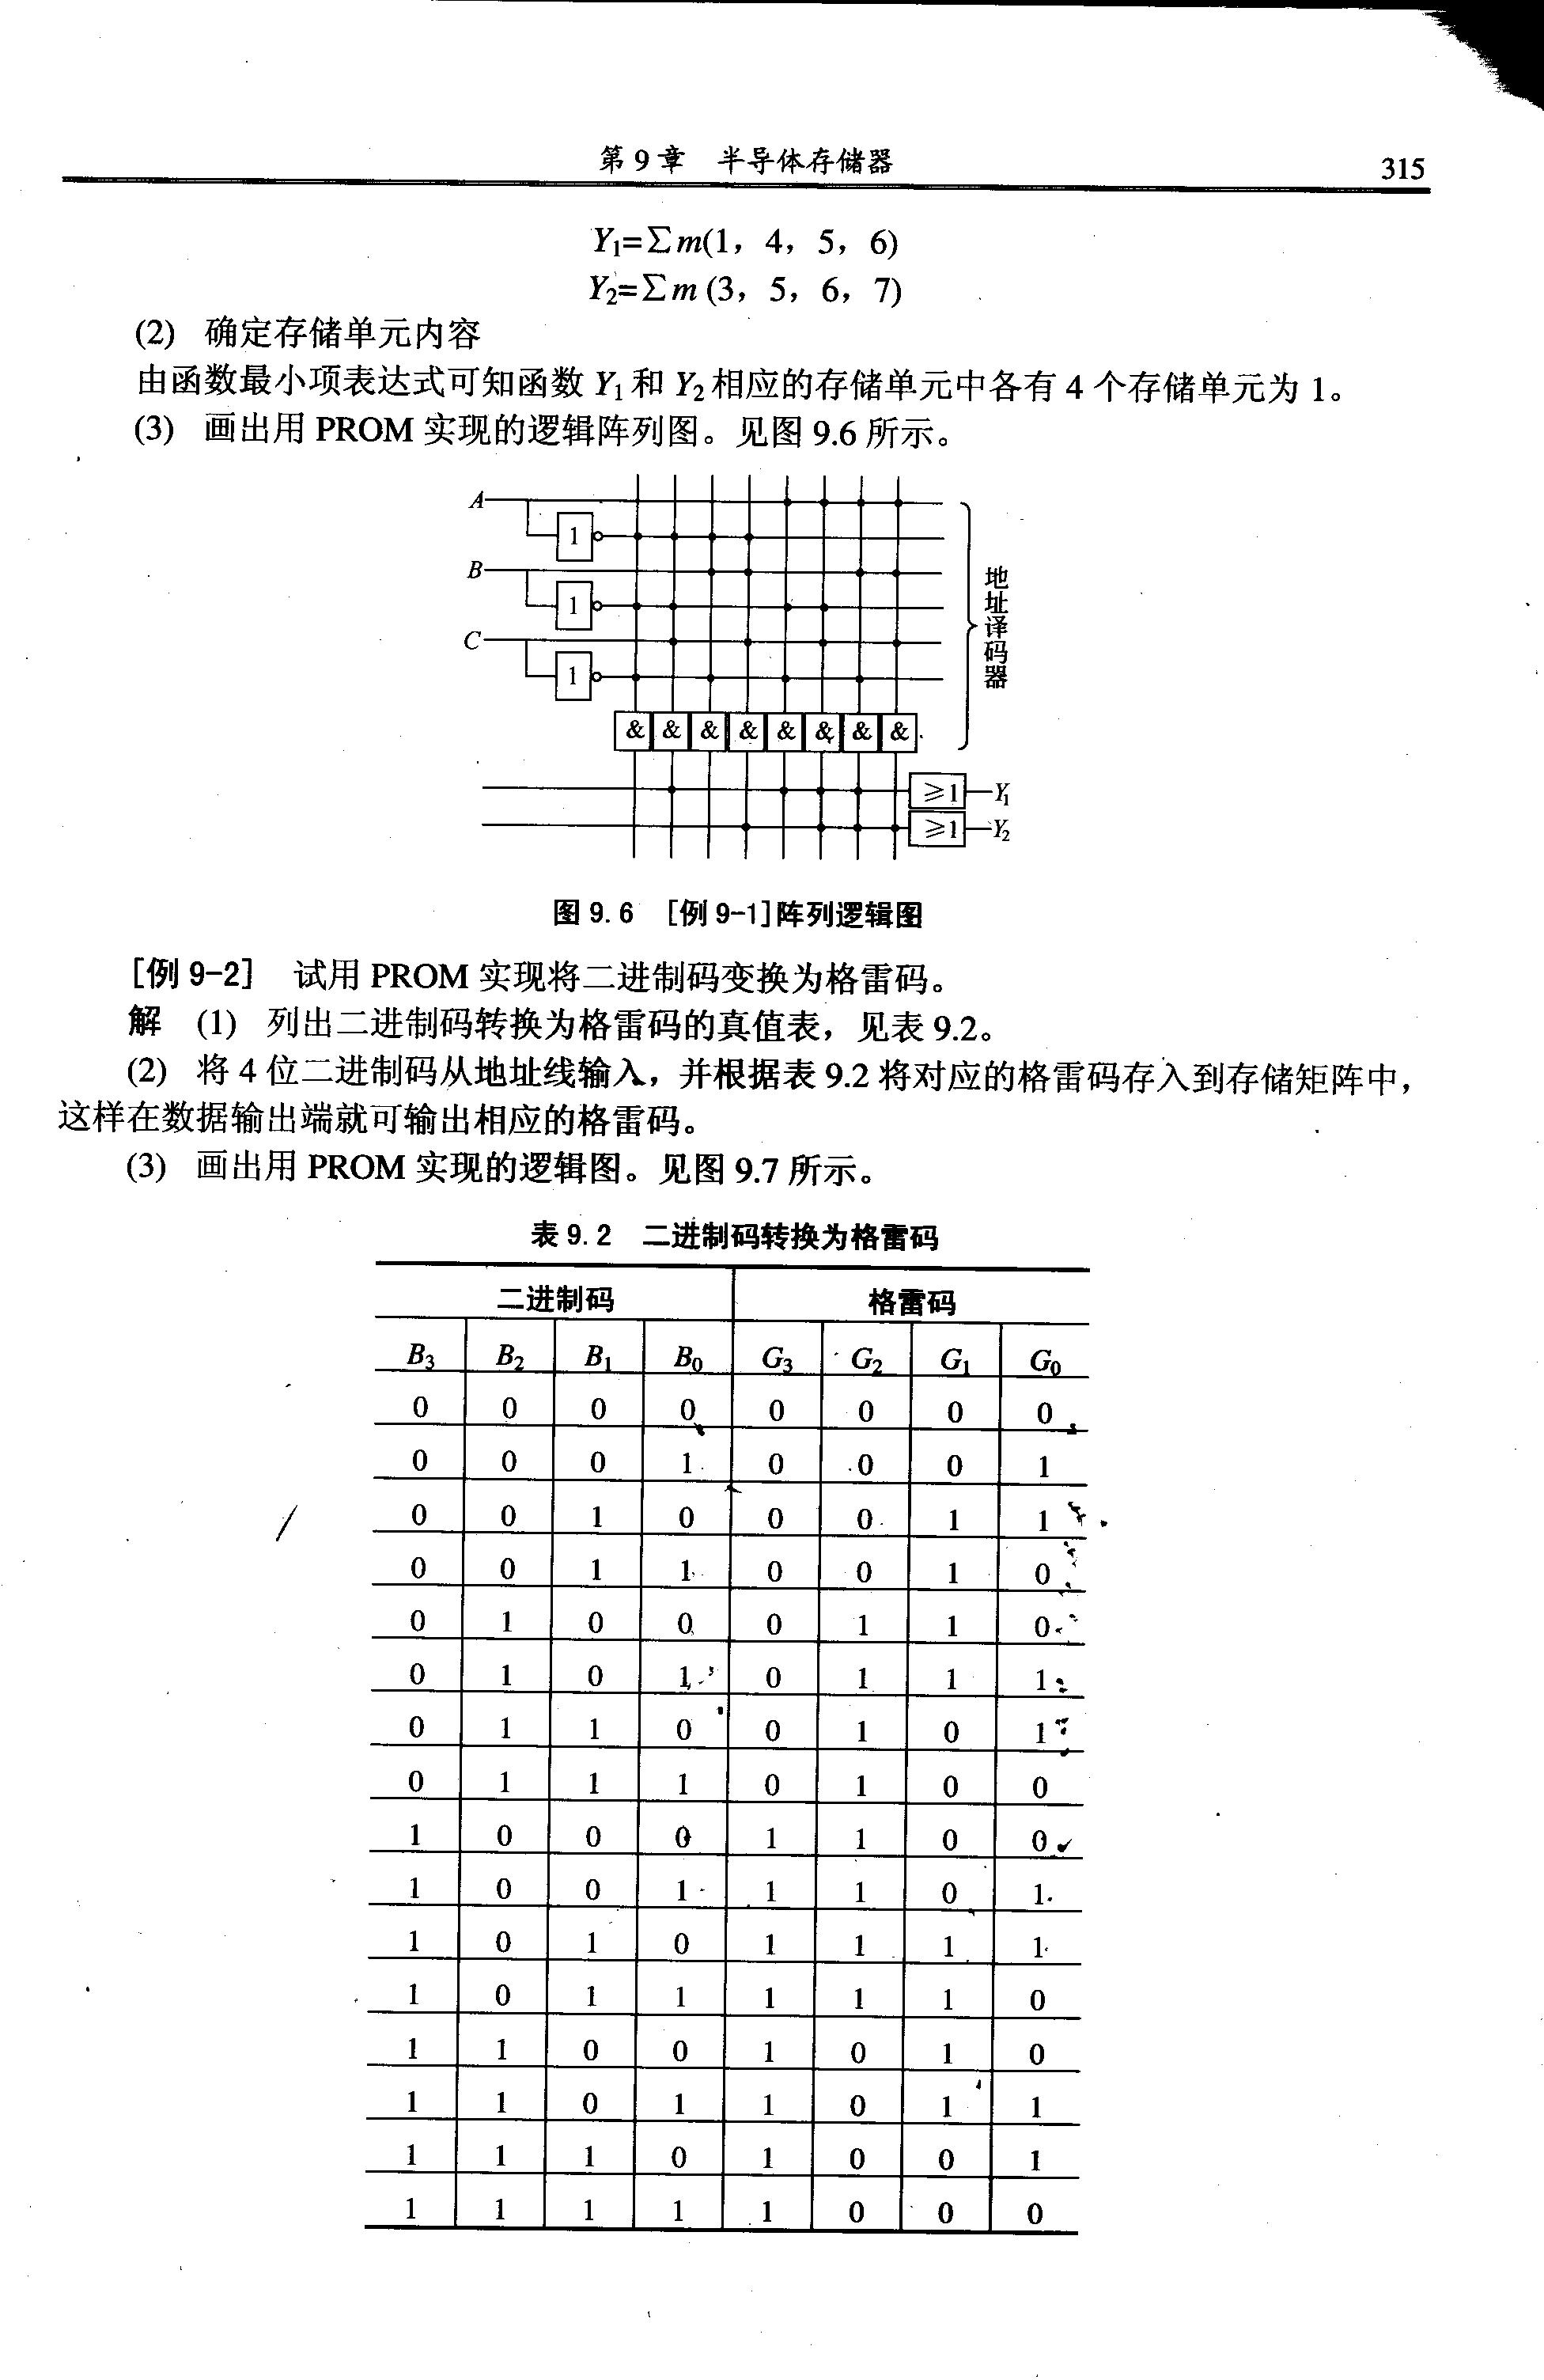 第 9 章 半导体存储器 315
Y₁=∑m(1，4，5，6)
Y₂=∑m (3，5，6，7)
(2) 确定存储单元内容
由函数最小项表达式可知函数 Y₁ 和 Y₂ 相应的存储单元中各有 4 个存储单元为 1。
(3) 画出用 PROM 实现的逻辑阵列图。见图 9.6 所示。
A
1
B
1
C
1
地址译码器
& & & & & & & &
≥1 Y₁
≥1 Y₂
图 9.6 [例 9-1]阵列逻辑图
[例 9-2] 试用 PROM 实现将二进制码变换为格雷码。
解 (1) 列出二进制码转换为格雷码的真值表，见表 9.2。
(2) 将 4 位二进制码从地址线输入，并根据表 9.2 将对应的格雷码存入到存储矩阵中，
这样在数据输出端就可输出相应的格雷码。
(3) 画出用 PROM 实现的逻辑图。见图 9.7 所示。
表 9.2 二进制码转换为格雷码
二进制码 格雷码
B₃ B₂ B₁ B₀ G₃ G₂ G₁ G₀
0 0 0 0 0 0 0 0
0 0 0 1 0 0 0 1
0 0 1 0 0 0 1 1
0 0 1 1 0 0 1 0
0 1 0 0 0 1 1 0
0 1 0 1 0 1 1 1
0 1 1 0 0 1 0 1
0 1 1 1 0 1 0 0
1 0 0 0 1 1 0 0
1 0 0 1 1 1 0 1
1 0 1 0 1 1 1 1
1 0 1 1 1 1 1 0
1 1 0 0 1 0 1 0
1 1 0 1 1 0 1 1
1 1 1 0 1 0 0 1
1 1 1 1 1 0 0 0